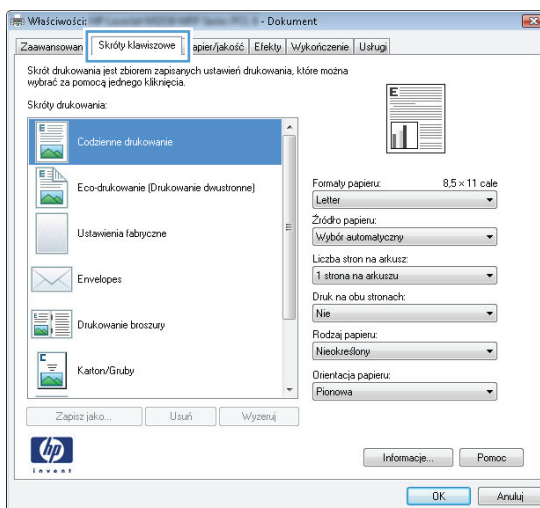 Właściwości:
- Dokument
Zaawansowan
Skróty klawiszowe
apier/jakość
Efekty
Wykończenie
Usługi
Skrót drukowania jest zbiorem zapisanych ustawień drukowania, które można
wybrać za pomocą jednego kliknięcia.
Skróty drukowania:
E
Codzienne drukowanie
Eco-drukowanie (Drukowanie dwustronne)
Ustawienia fabryczne
Envelopes
Drukowanie broszury
Karton/Gruby
Zapisz jako...
Usuń
Wyzeruj
E
Formaty papieru:
8,5 × 11 cale
Letter
Źródło papieru:
Wybór automatyczny
Liczba stron na arkusz:
1 strona na arkuszu
Druk na obu stronach:
Nie
Rodzaj papieru:
Nieokreślony
Orientacja papieru:
Pionowa
hp
invent
Informacje...
Pomoc
OK
Anuluj